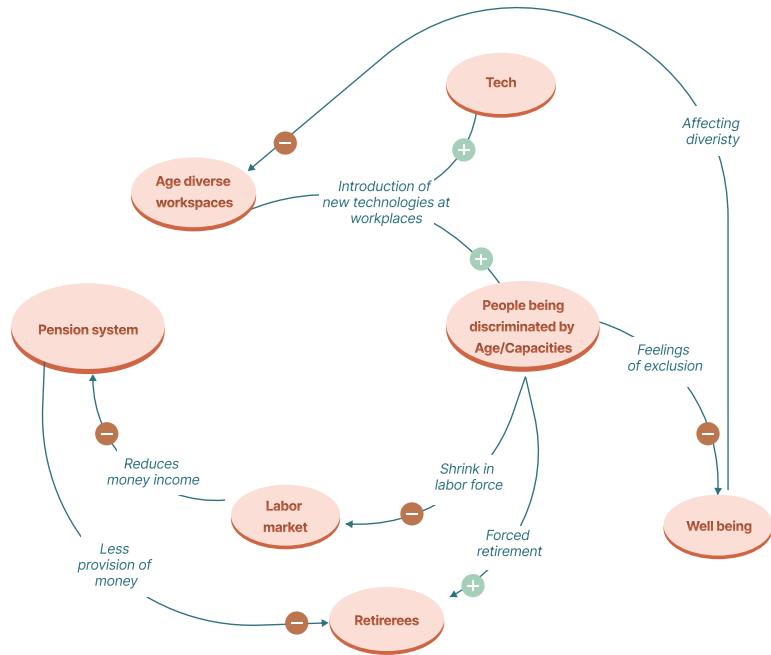 Tech
Affecting
diveristy
Age diverse
workspaces
Introduction of
new technologies at
workplaces
People being
discriminated by
Age/Capacities
Pension system
Feelings
of exclusion
Reduces
money income
Shrink in
labor force
Labor
market
Well being
Forced
retirement
Less
provision of
money
Retirerees